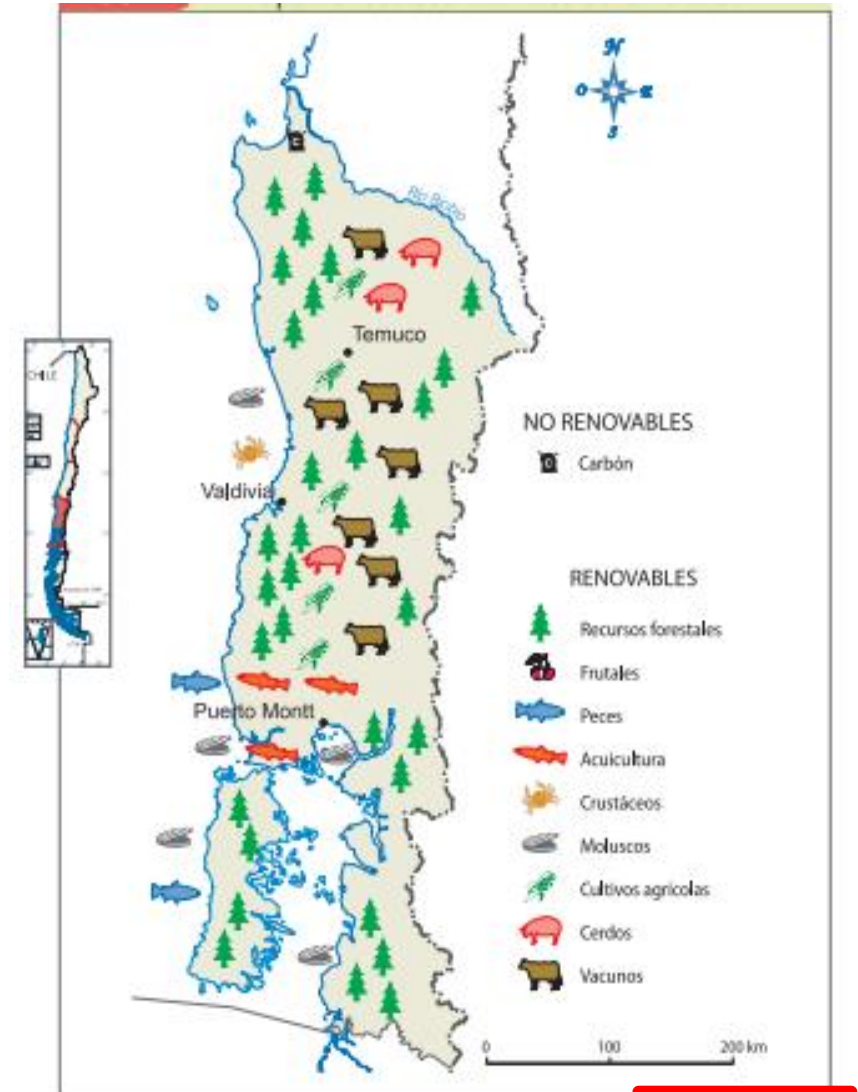 N
O E
S
Río Biobío
Temuco
CHILE
NO RENOVABLES
Carbón
Valdivia
RENOVABLES
Recursos forestales
Frutales
Peces
Puerto Montt
Acuicultura
Crustáceos
Moluscos
Cultivos agrícolas
Cerdos
Vacunos
0 100 200 km